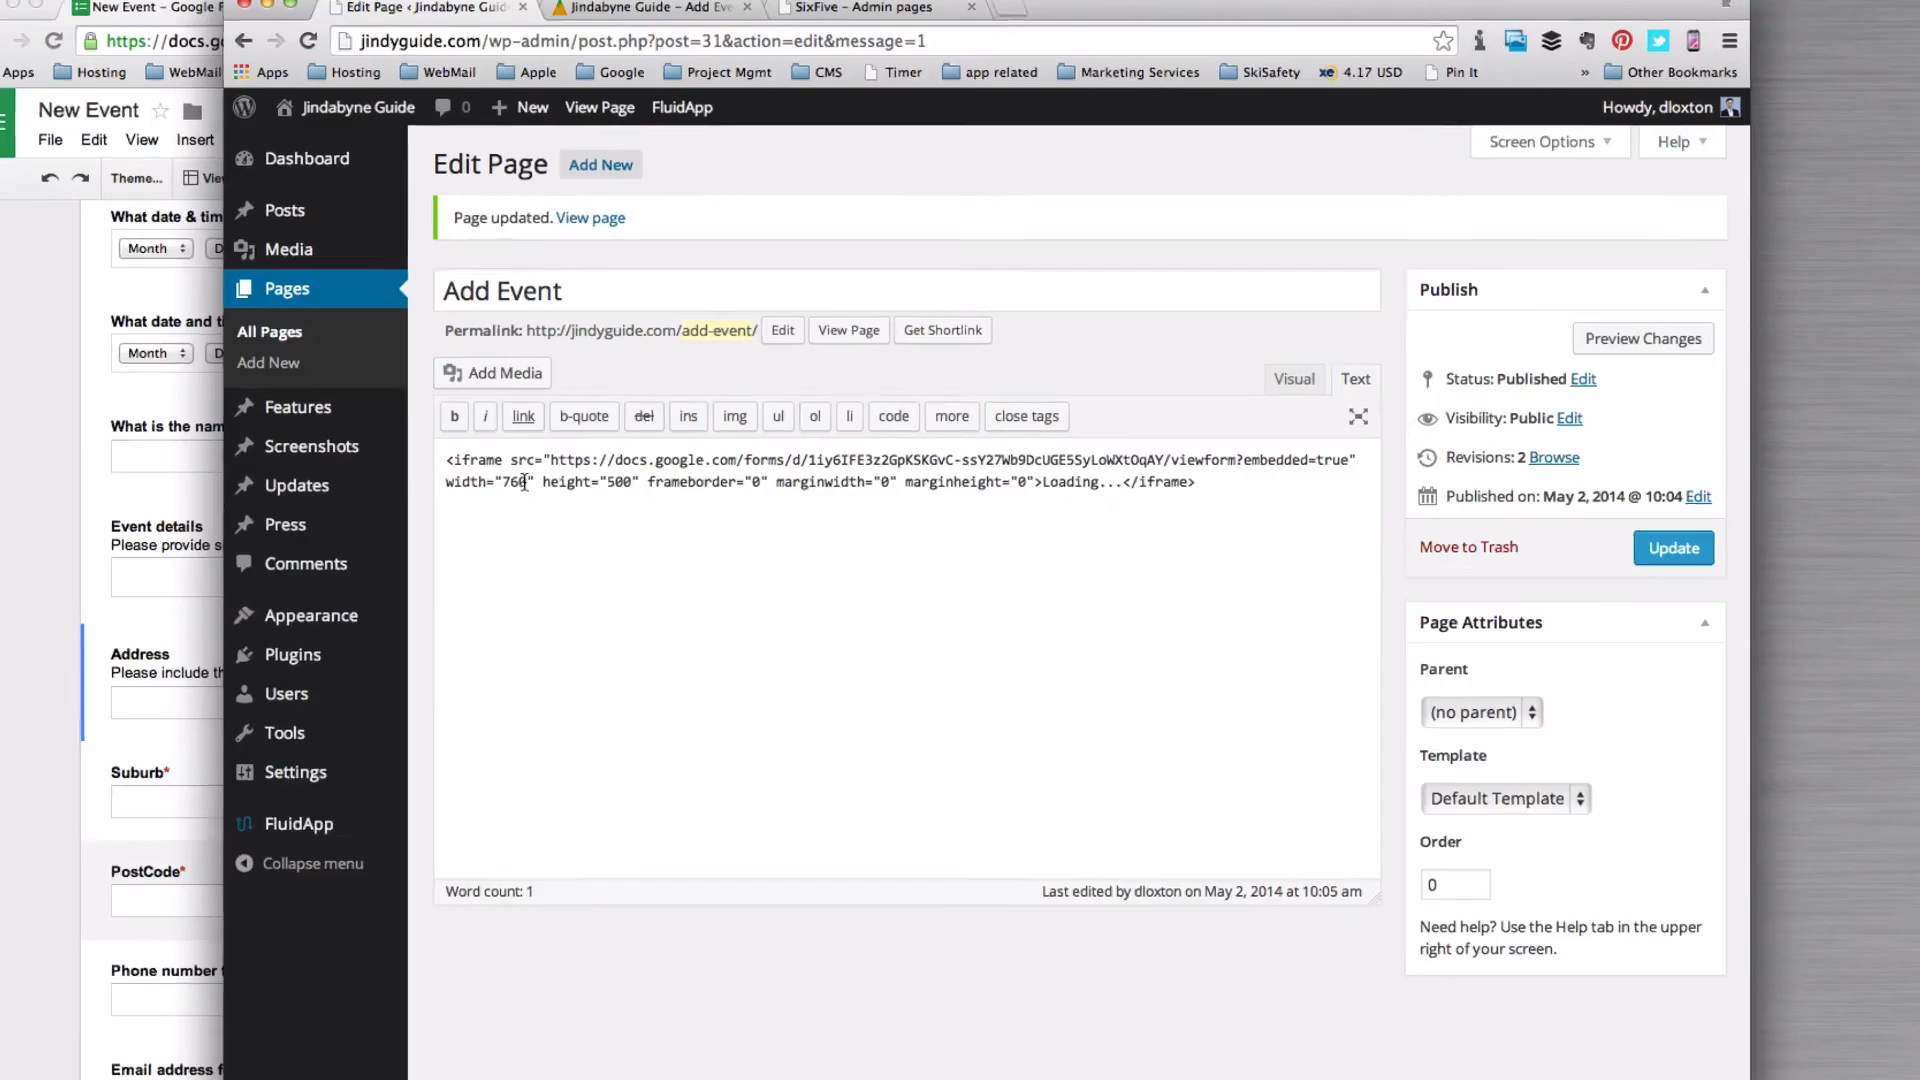 New Event - Google F
Edit Page ‹ Jindabyne Guid
Jindabyne Guide – Add Eve
SixFive – Admin pages
https://docs.g
jindyguide.com/wp-admin/post.php?post=31&action=edit&message=1
Apps Hosting WebMail
Apps Hosting WebMail Apple Google Project Mgmt CMS Timer app related Marketing Services SkiSafety xe 4.17 USD Pin It » Other Bookmarks
New Event
File Edit View Insert
Theme... Vie
What date & tim
Month D
What date and ti
Month D
What is the nam
Event details
Please provide s
Address
Please include th
Suburb*
PostCode*
Phone number
Email address f
Jindabyne Guide 0 New View Page FluidApp Howdy, dloxton
Dashboard
Posts
Media
Pages
All Pages
Add New
Features
Screenshots
Updates
Press
Comments
Appearance
Plugins
Users
Tools
Settings
FluidApp
Collapse menu
Screen Options Help
Edit Page Add New
Page updated. View page
Add Event
Permalink: http://jindyguide.com/add-event/ Edit View Page Get Shortlink
Add Media Visual Text
b i link b-quote del ins img ul ol li code more close tags
<iframe src="https://docs.google.com/forms/d/1iy6IFE3z2GpKSKGvC-ssY27Wb9DcUGE5SyLoWXtOqAY/viewform?embedded=true"
width="760" height="500" frameborder="0" marginwidth="0" marginheight="0">Loading...</iframe>
Word count: 1 Last edited by dloxton on May 2, 2014 at 10:05 am
Publish
Preview Changes
Status: Published Edit
Visibility: Public Edit
Revisions: 2 Browse
Published on: May 2, 2014 @ 10:04 Edit
Move to Trash Update
Page Attributes
Parent
(no parent)
Template
Default Template
Order
0
Need help? Use the Help tab in the upper
right of your screen.